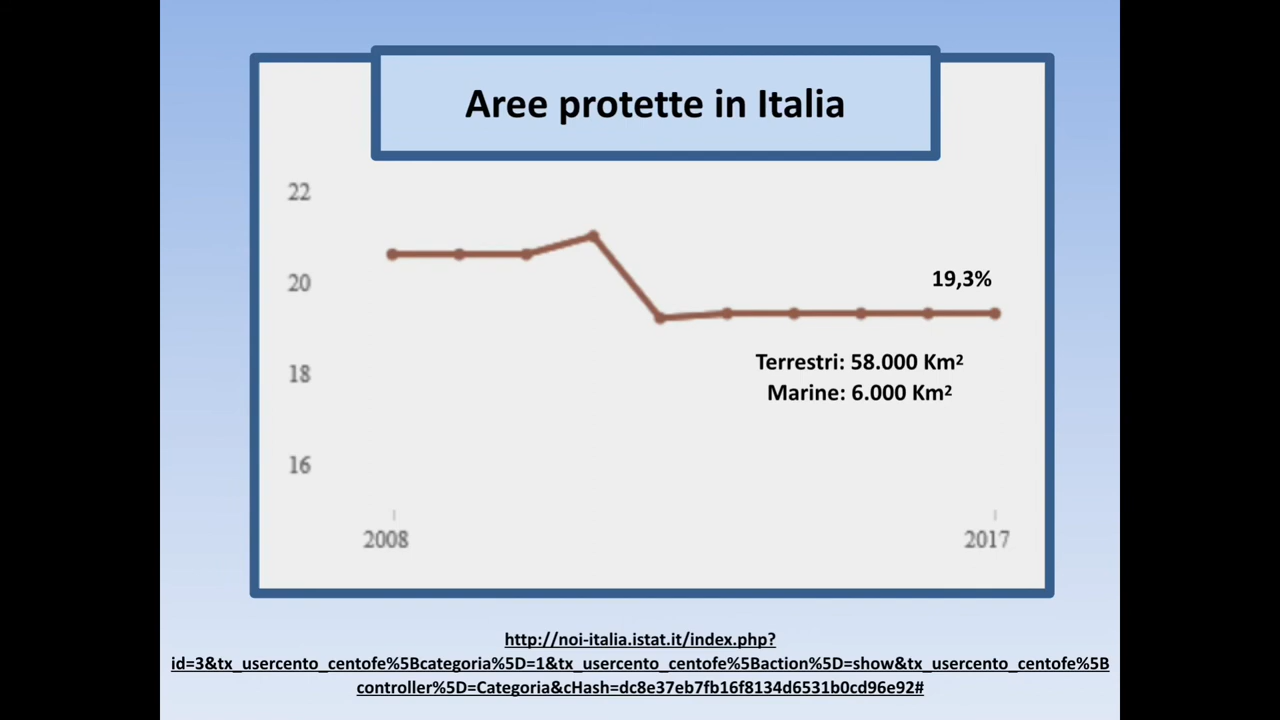 Aree protette in Italia
22
20
19,3%
Terrestri: 58.000 Km²
18
Marine: 6.000 Km²
16
2008
2017
http://noi-italia.istat.it/index.php?
id=3&tx_usercento_centofe%5Bcategoria%5D=1&tx_usercento_centofe%5Baction%5D=show&tx_usercento_centofe%5B
controller%5D=Categoria&cHash=dc8e37eb7fb16f8134d6531b0cd96e92#